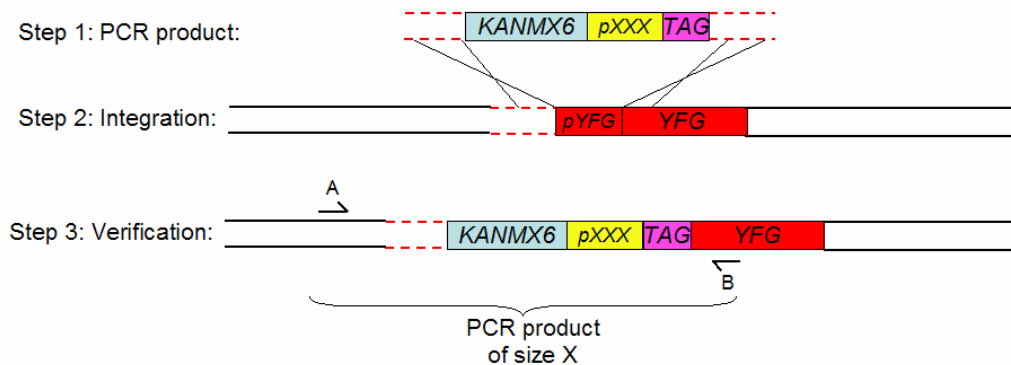 Step 1: PCR product: KANMX6 pXXX TAG
Step 2: Integration: pYFG YFG
A
Step 3: Verification: KANMX6 pXXX TAG YFG
B
PCR product
of size X